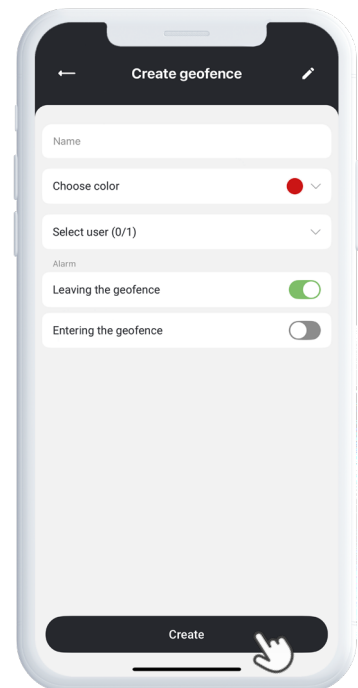 Create geofence
Name
Choose color
Select user (0/1)
Alarm
Leaving the geofence
Entering the geofence
Create